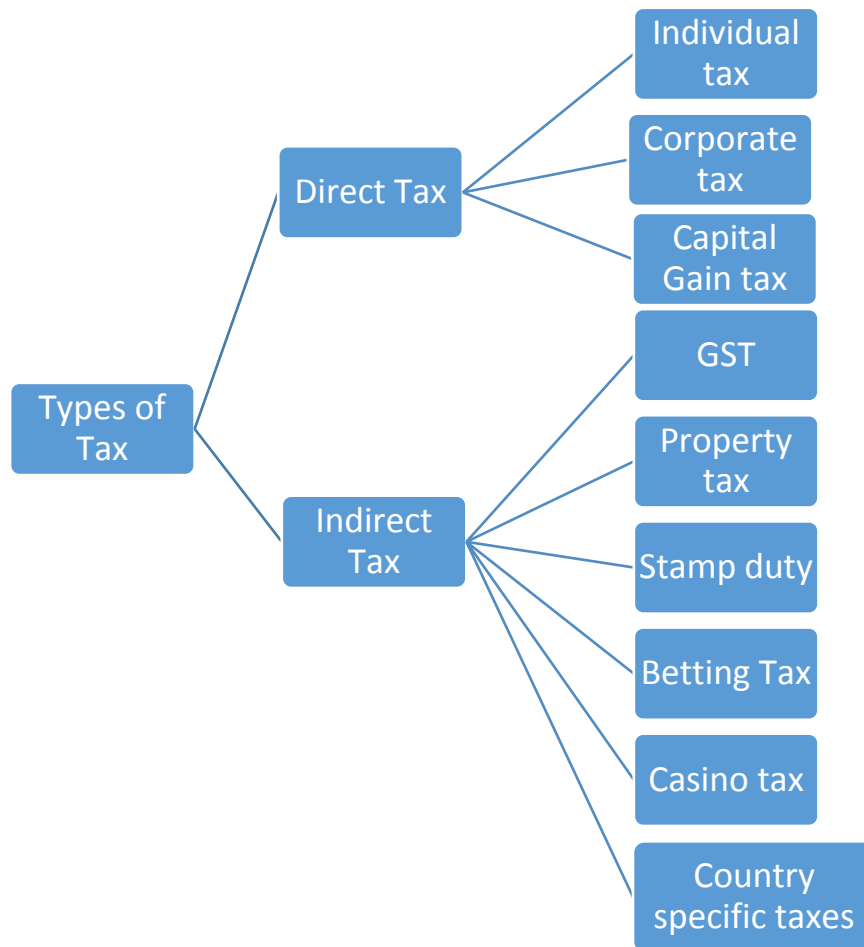 Individual
tax
Corporate
tax
Direct Tax
Capital
Gain tax
GST
Types of
Tax
Property
tax
Indirect
Tax
Stamp duty
Betting Tax
Casino tax
Country
specific taxes